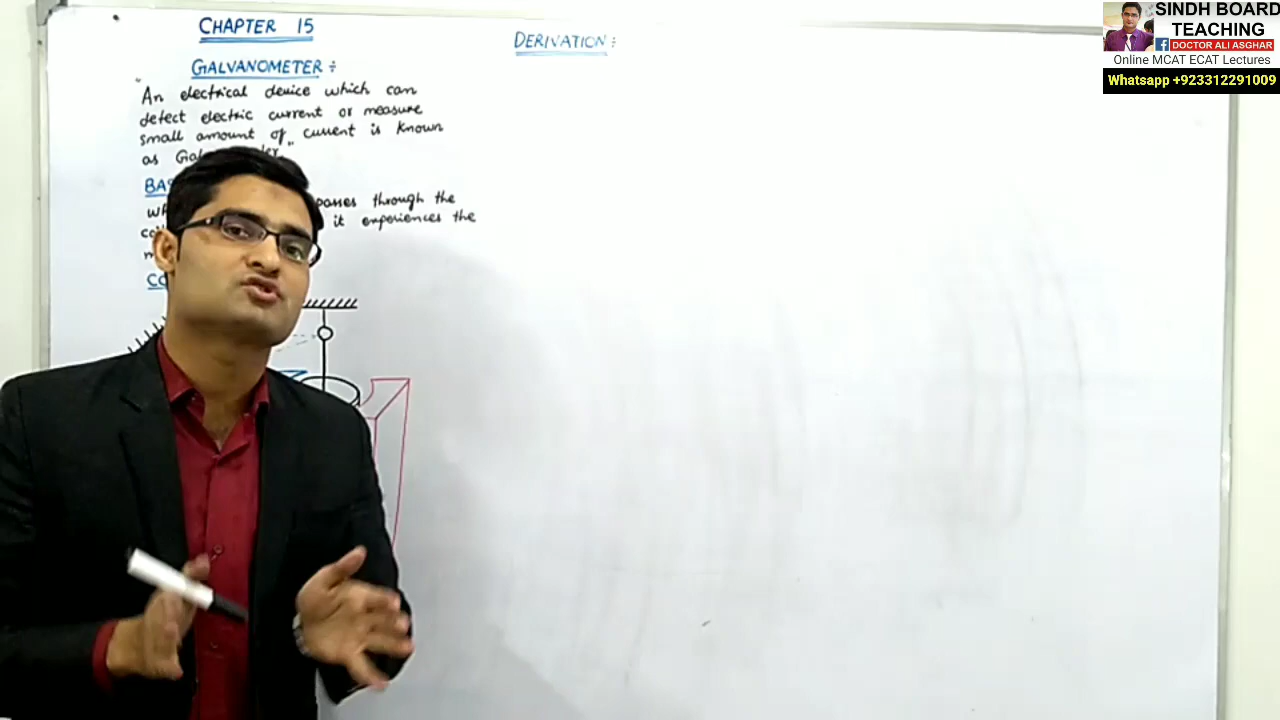 CHAPTER 15
GALVANOMETER :
"An electrical device which can
detect electric current or measure
small amount of current is known
as
passes through the
it experiences the
DERIVATION :
SINDH BOARD
TEACHING
DOCTOR ALI ASGHAR
Online MCAT ECAT Lectures
Whatsapp +923312291009